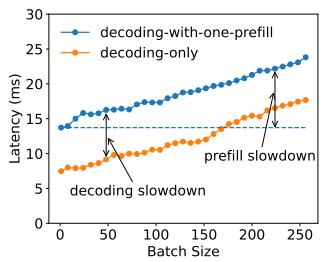 30
25
20
15
10
5
0
Latency (ms)
decoding-with-one-prefill
decoding-only
prefill slowdown
decoding slowdown
0 50 100 150 200 250
Batch Size